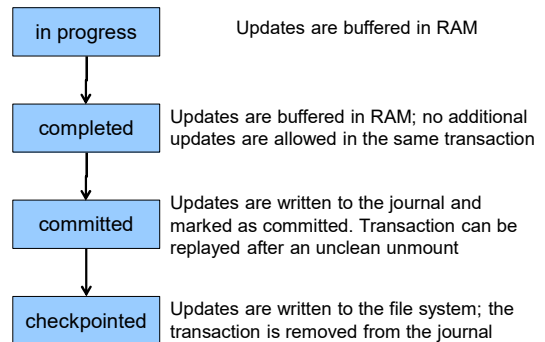 in progress
Updates are buffered in RAM
completed
Updates are buffered in RAM; no additional
updates are allowed in the same transaction
committed
Updates are written to the journal and
marked as committed. Transaction can be
replayed after an unclean unmount
checkpointed
Updates are written to the file system; the
transaction is removed from the journal